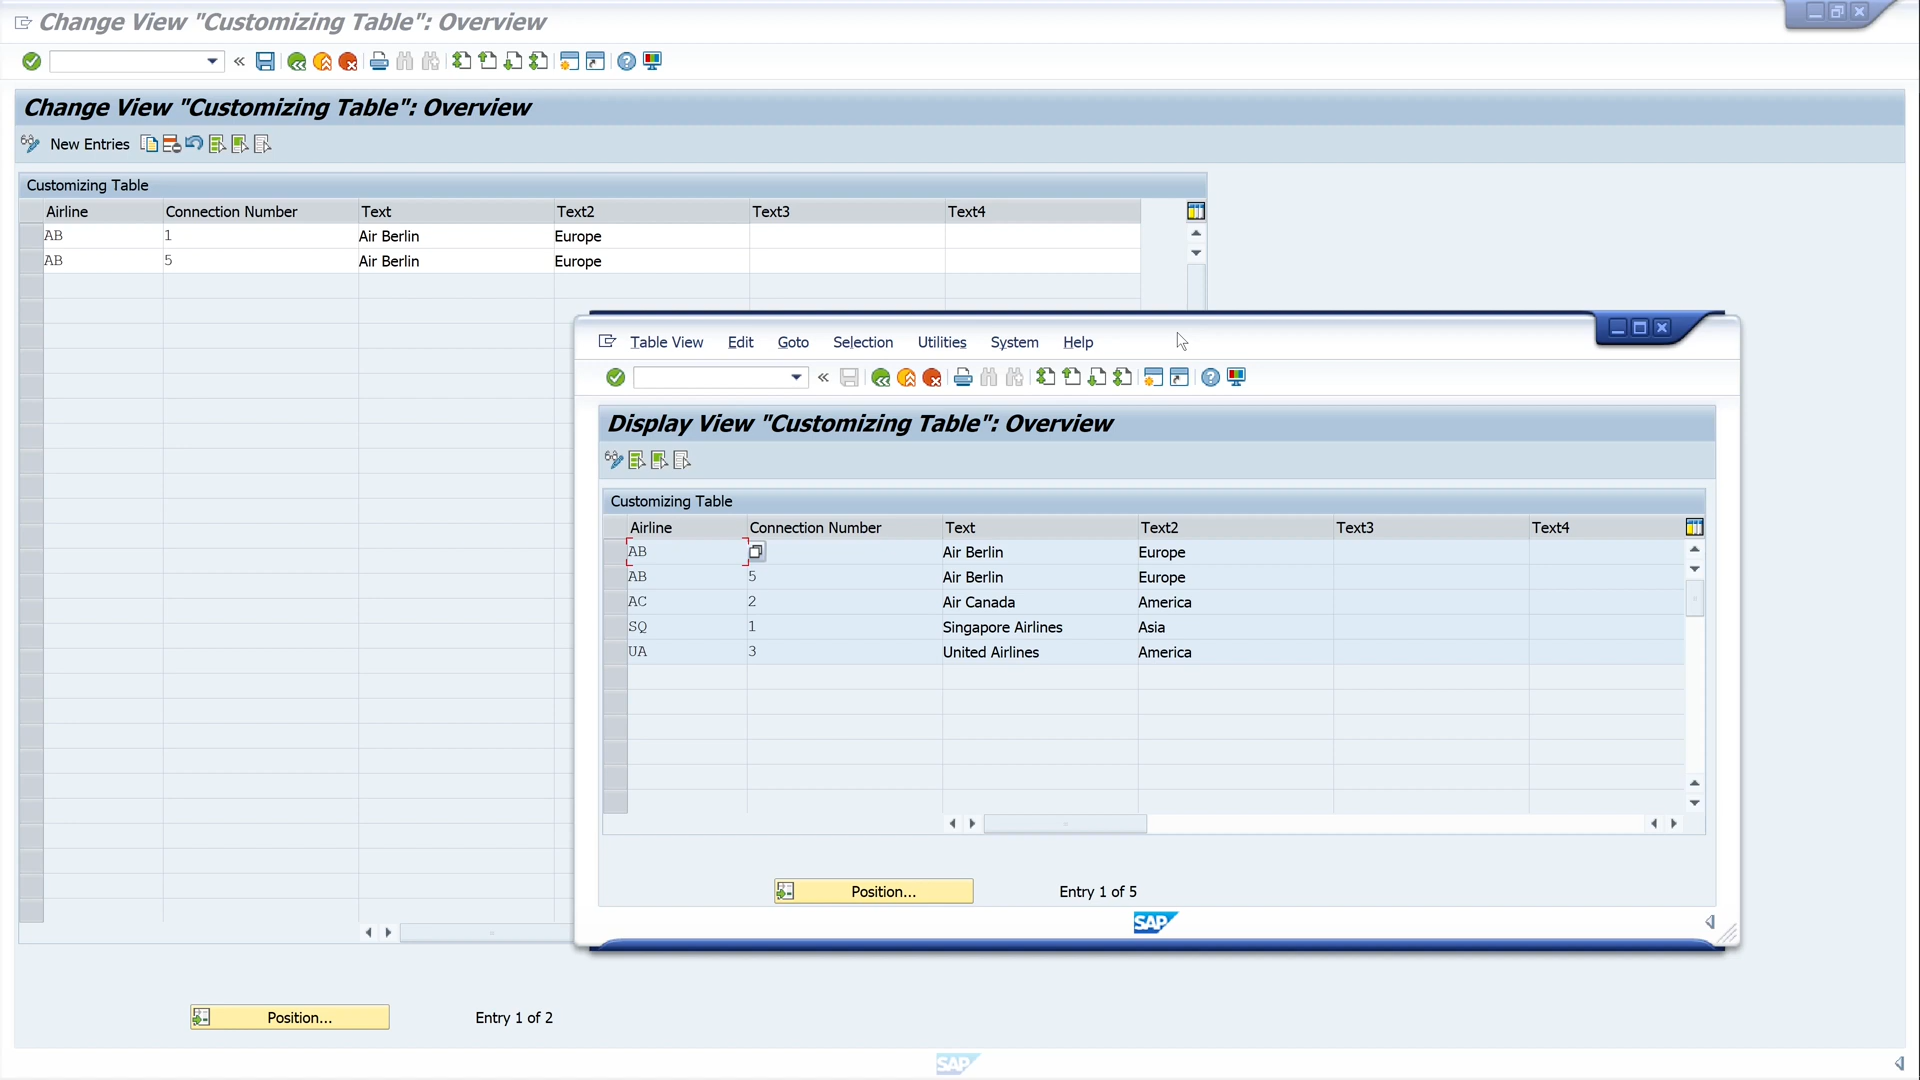 Change View "Customizing Table": Overview
Change View "Customizing Table": Overview
New Entries
Customizing Table
Airline Connection Number Text Text2 Text3 Text4
AB 1 Air Berlin Europe
AB 5 Air Berlin Europe
Table View Edit Goto Selection Utilities System Help
Display View "Customizing Table": Overview
Customizing Table
Airline Connection Number Text Text2 Text3 Text4
AB Air Berlin Europe
AB 5 Air Berlin Europe
AC 2 Air Canada America
SQ 1 Singapore Airlines Asia
UA 3 United Airlines America
Position... Entry 1 of 5
SAP
Position... Entry 1 of 2
SAP